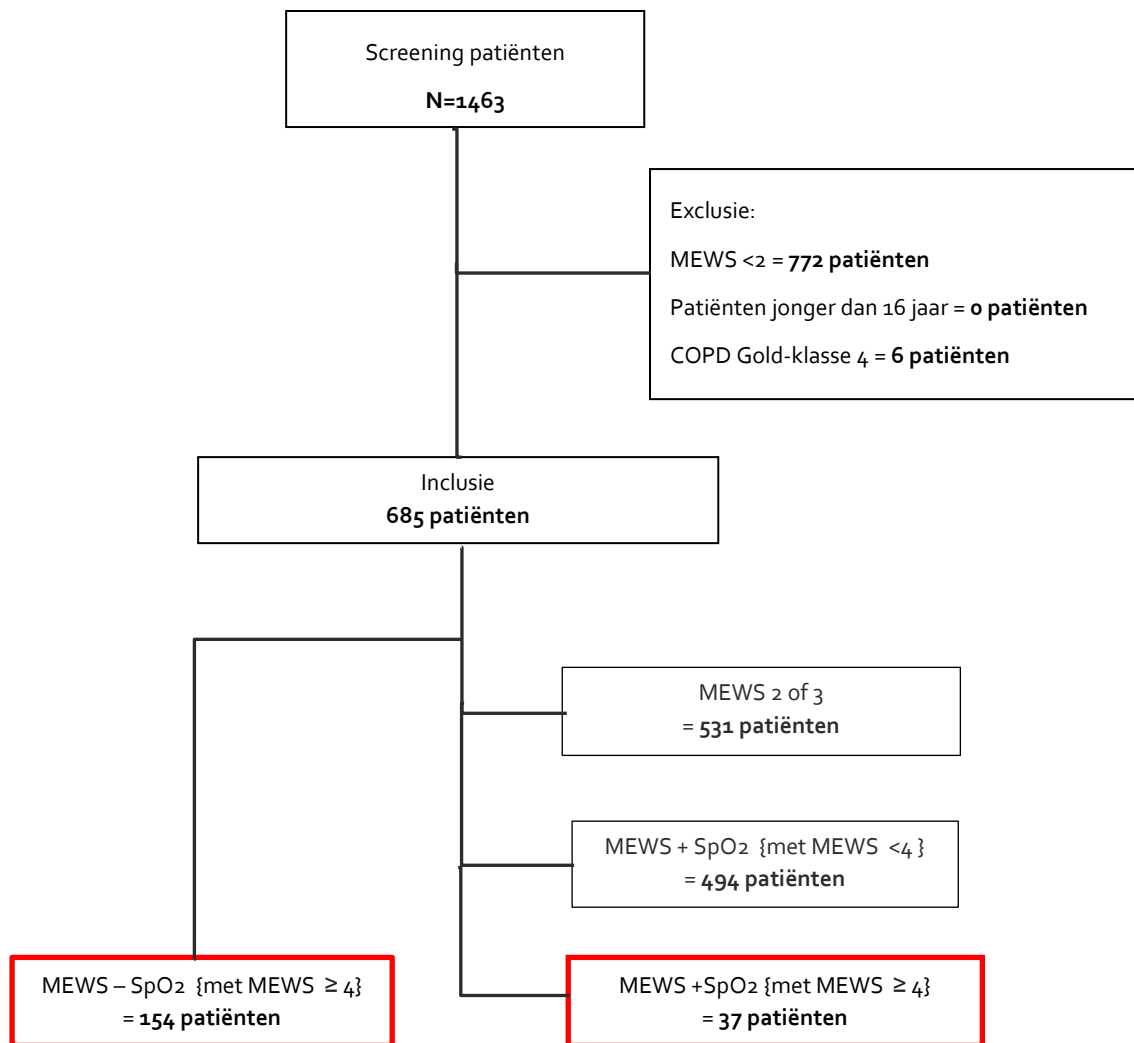 Screening patiënten
N=1463
Exclusie:
MEWS <2 = 772 patiënten
Patiënten jonger dan 16 jaar = 0 patiënten
COPD Gold-klasse 4 = 6 patiënten
Inclusie
685 patiënten
MEWS 2 of 3
= 531 patiënten
MEWS + SpO2 {met MEWS <4 }
= 494 patiënten
MEWS – SpO2 {met MEWS ≥ 4}
= 154 patiënten
MEWS +SpO2 {met MEWS ≥ 4}
= 37 patiënten